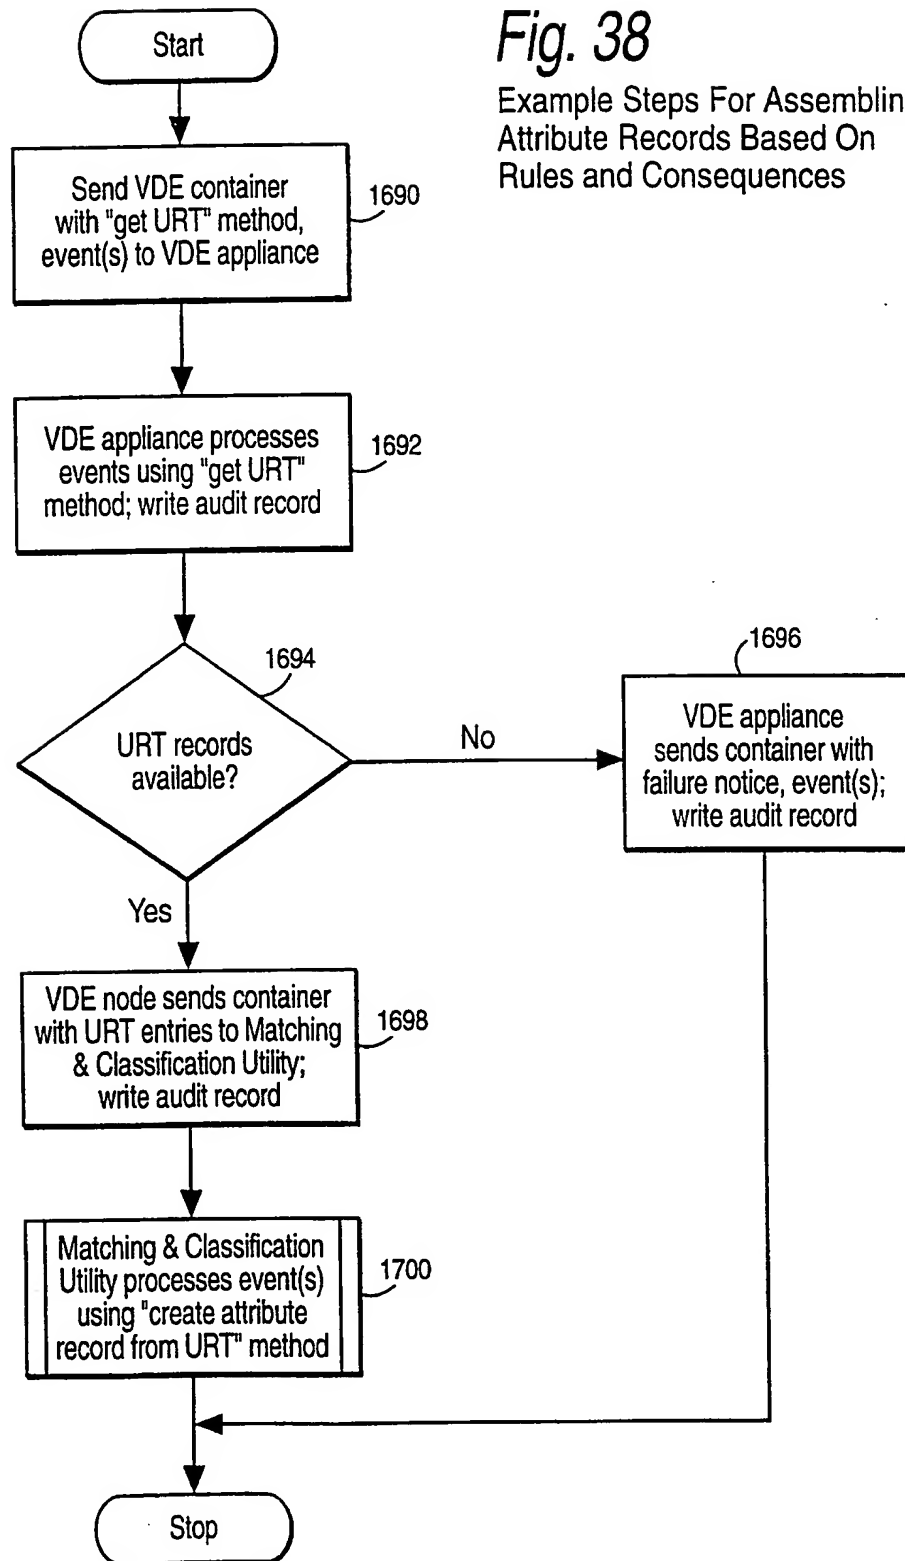 Fig. 38
Example Steps For Assemblin
Attribute Records Based On
Rules and Consequences
Start
Send VDE container
with "get URT" method,
event(s) to VDE appliance
1690
VDE appliance processes
events using "get URT"
method; write audit record
1692
URT records
available?
1694
No
1696
VDE appliance
sends container with
failure notice, event(s);
write audit record
Yes
VDE node sends container
with URT entries to Matching
& Classification Utility;
write audit record
1698
Matching & Classification
Utility processes event(s)
using "create attribute
record from URT" method
1700
Stop